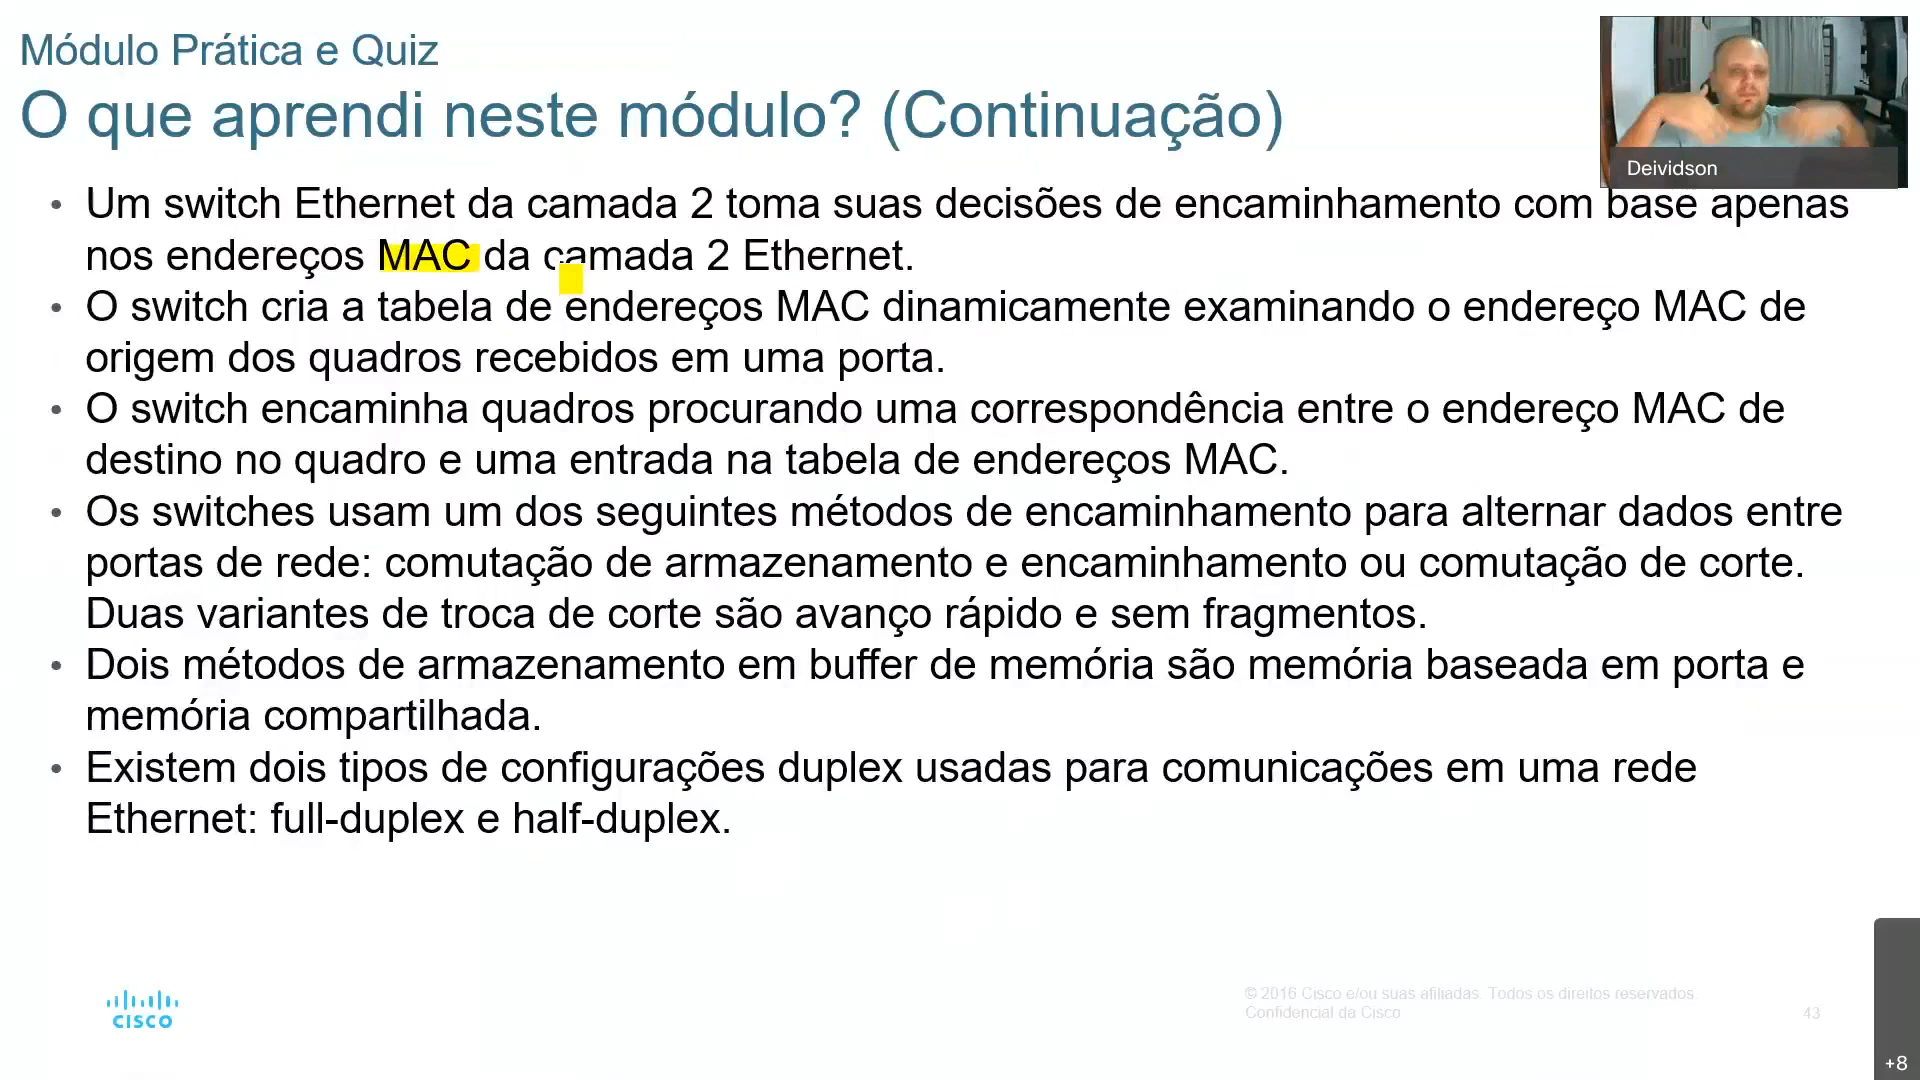 Módulo Prática e Quiz
O que aprendi neste módulo? (Continuação)
Deividson
• Um switch Ethernet da camada 2 toma suas decisões de encaminhamento com base apenas
nos endereços MAC da camada 2 Ethernet.
• O switch cria a tabela de endereços MAC dinamicamente examinando o endereço MAC de
origem dos quadros recebidos em uma porta.
• O switch encaminha quadros procurando uma correspondência entre o endereço MAC de
destino no quadro e uma entrada na tabela de endereços MAC.
• Os switches usam um dos seguintes métodos de encaminhamento para alternar dados entre
portas de rede: comutação de armazenamento e encaminhamento ou comutação de corte.
Duas variantes de troca de corte são avanço rápido e sem fragmentos.
• Dois métodos de armazenamento em buffer de memória são memória baseada em porta e
memória compartilhada.
• Existem dois tipos de configurações duplex usadas para comunicações em uma rede
Ethernet: full-duplex e half-duplex.
CISCO
© 2016 Cisco e/ou suas afiliadas. Todos os direitos reservados.
Confidencial da Cisco
43
+8